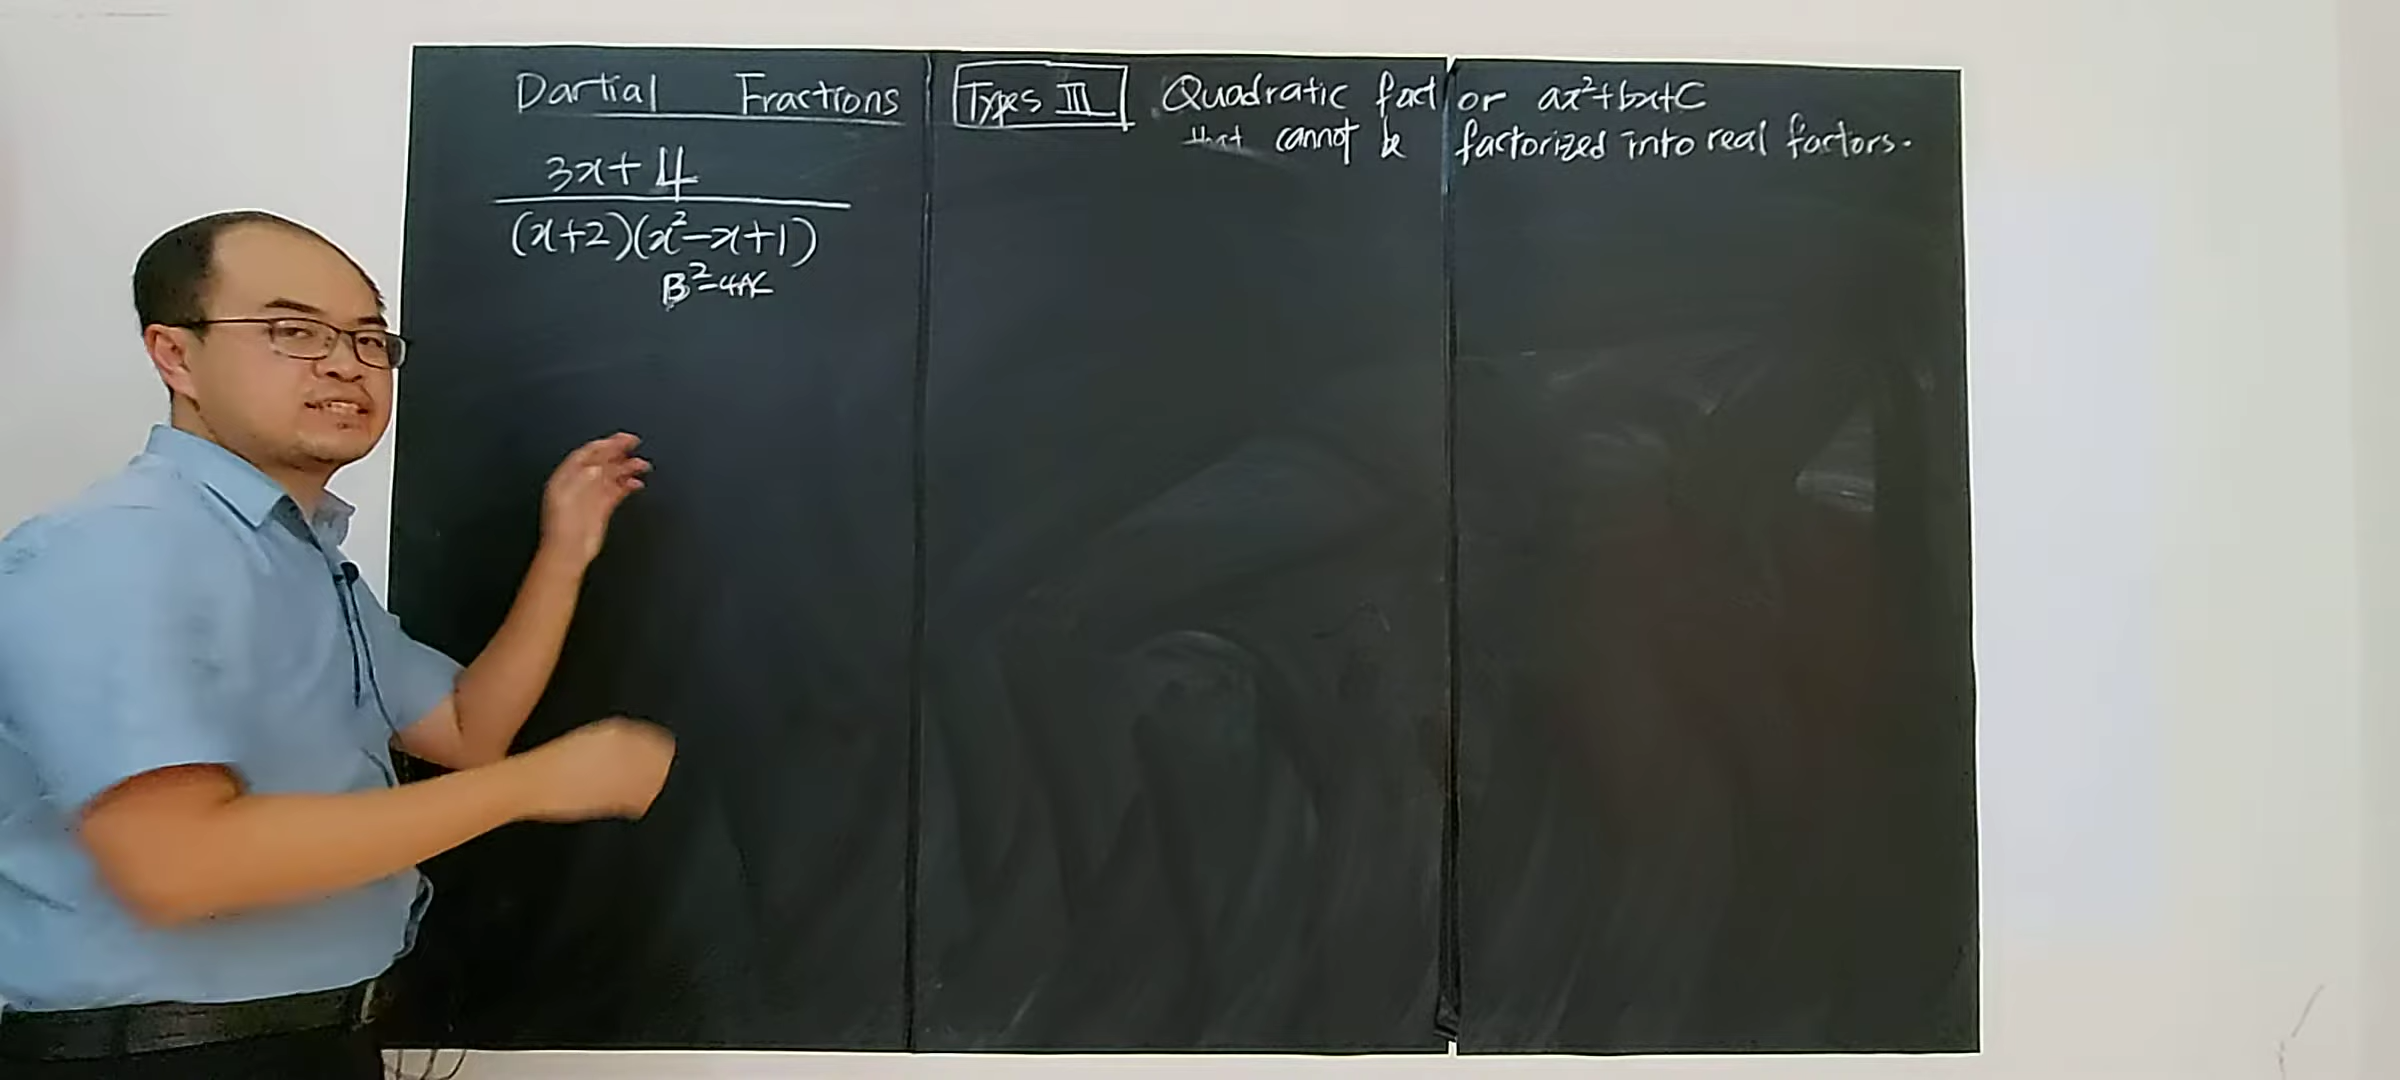 Partial Fractions
3x+4
(x+2)(x²-x+1)
B²-4AC
Types III
Quadratic factor ax²+bx+c
that cannot be factorized into real factors.